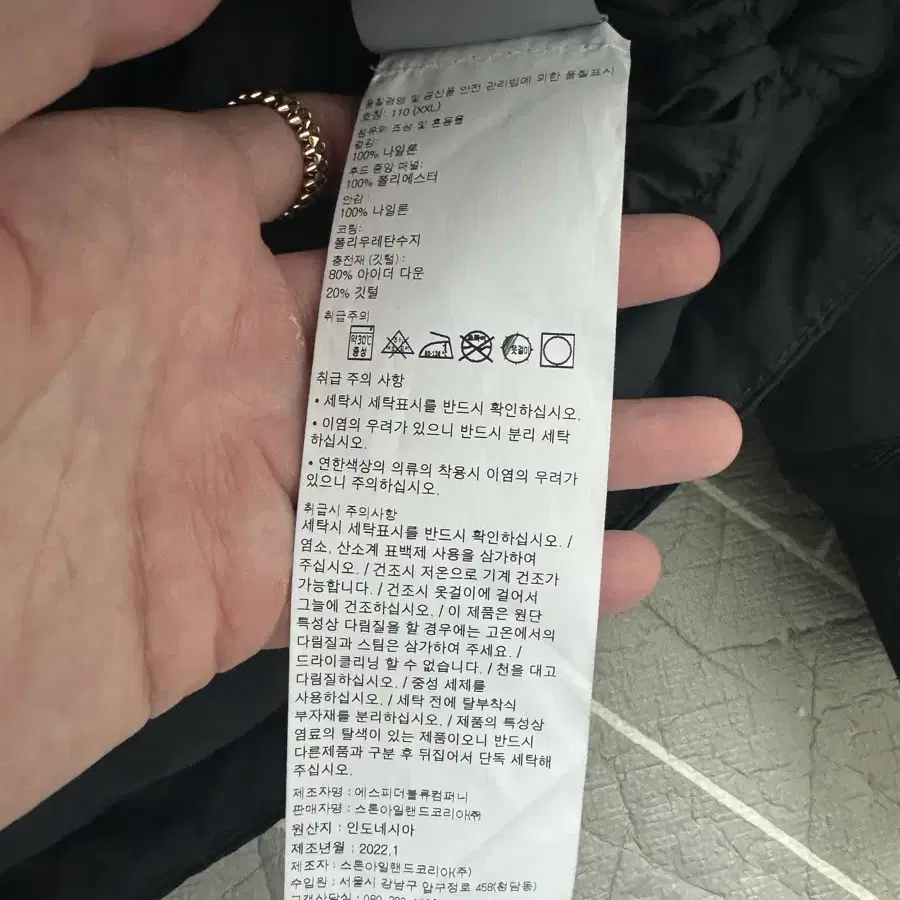 품질경영 및 공산품 안전 관리법에 의한 품질표시
호칭: 110 (XXL)
섬유의 조성 및 혼용율
겉감:
100% 나일론
후드 중앙 패널:
100% 폴리에스터
안감 :
100% 나일론
코팅:
폴리우레탄수지
충전재 (깃털) :
80% 아이더 다운
20% 깃털
취급주의
약30℃
중성
옷걸이
취급 주의 사항
• 세탁시 세탁표시를 반드시 확인하십시오.
• 이염의 우려가 있으니 반드시 분리 세탁
하십시오.
• 연한색상의 의류의 착용시 이염의 우려가
있으니 주의하십시오.
취급시 주의사항
세탁시 세탁표시를 반드시 확인하십시오. /
염소, 산소계 표백제 사용을 삼가하여
주십시오. / 건조시 저온으로 기계 건조가
가능합니다. / 건조시 옷걸이에 걸어서
그늘에 건조하십시오. / 이 제품은 원단
특성상 다림질을 할 경우에는 고온에서의
다림질과 스팀은 삼가하여 주세요. /
드라이클리닝 할 수 없습니다. / 천을 대고
다림질하십시오. / 중성 세제를
사용하십시오. / 세탁 전에 탈부착식
부자재를 분리하십시오. / 제품의 특성상
염료의 탈색이 있는 제품이오니 반드시
다른제품과 구분 후 뒤집어서 단독 세탁해
주십시오.
제조자명 : 에스피더블류컴퍼니
판매자명 : 스톤아일랜드코리아㈜
원산지 : 인도네시아
제조년월 : 2022.1
제조자 : 스톤아일랜드코리아(주)
수입원 : 서울시 강남구 압구정로 458(청담동)
고객상담실 :